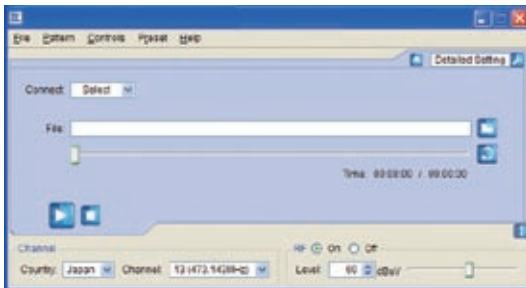 File Pattern Controls Preset Help
Detailed Setting
Connect: Select
File:
Time: 00:00:00 / 00:00:00
Channel
Country: Japan Channel: 13 (473.143MHz)
RF On Off
Level: 60 dBuV